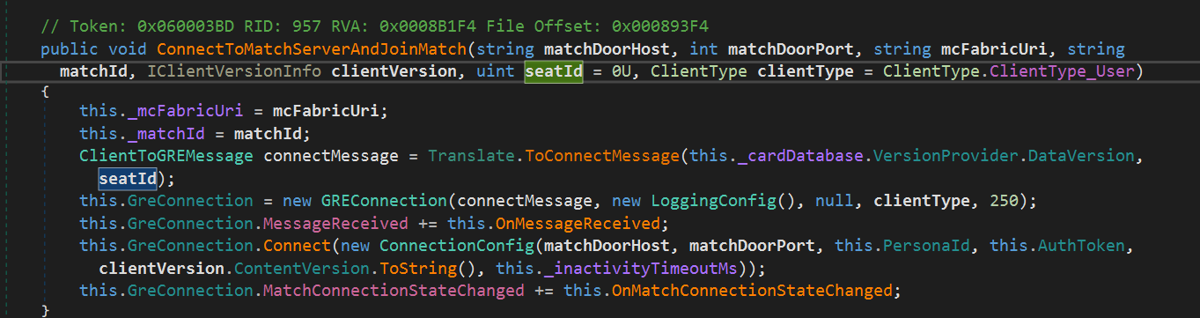 // Token: 0x060003BD RID: 957 RVA: 0x0008B1F4 File Offset: 0x000893F4
public void ConnectToMatchServerAndJoinMatch(string matchDoorHost, int matchDoorPort, string mcFabricUri, string
matchId, IClientVersionInfo clientVersion, uint seatId = 0U, ClientType clientType = ClientType.ClientType_User)
{
this._mcFabricUri = mcFabricUri;
this._matchId = matchId;
ClientToGREMessage connectMessage = Translate.ToConnectMessage(this._cardDatabase.VersionProvider.DataVersion,
seatId);
this.GreConnection = new GREConnection(connectMessage, new LoggingConfig(), null, clientType, 250);
this.GreConnection.MessageReceived += this.OnMessageReceived;
this.GreConnection.Connect(new ConnectionConfig(matchDoorHost, matchDoorPort, this.PersonaId, this.AuthToken,
clientVersion.ContentVersion.ToString(), this._inactivityTimeoutMs));
this.GreConnection.MatchConnectionStateChanged += this.OnMatchConnectionStateChanged;
}